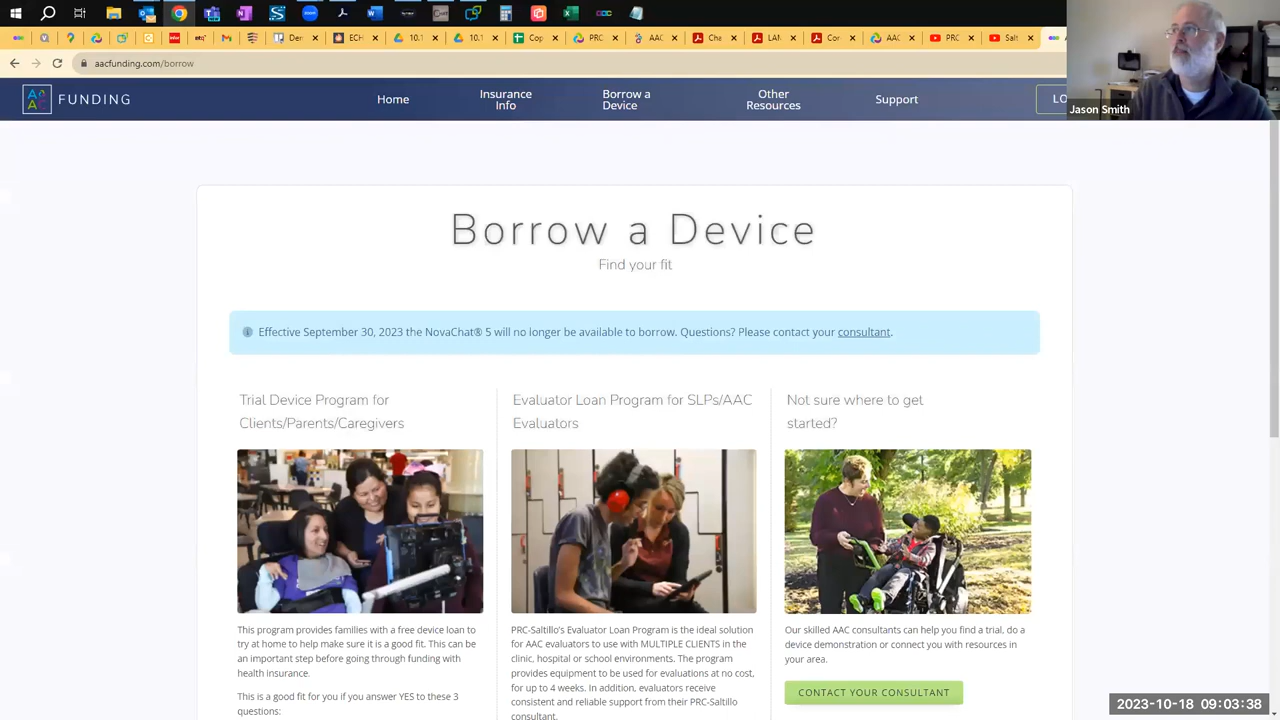 aacfunding.com/borrow
FUNDING
Home
Insurance
Info
Borrow a
Device
Other
Resources
Support
LO
Jason Smith
Borrow a Device
Find your fit
Effective September 30, 2023 the NovaChat® 5 will no longer be available to borrow. Questions? Please contact your consultant.
Trial Device Program for
Clients/Parents/Caregivers
This program provides families with a free device loan to
try at home to help make sure it is a good fit. This can be
an important step before going through funding with
health insurance.
This is a good fit for you if you answer YES to these 3
questions:
Evaluator Loan Program for SLPs/AAC
Evaluators
PRC-Saltillo's Evaluator Loan Program is the ideal solution
for AAC evaluators to use with MULTIPLE CLIENTS in the
clinic, hospital or school environments. The program
provides equipment to be used for evaluations at no cost,
for up to 4 weeks. In addition, evaluators receive
consistent and reliable support from their PRC-Saltillo
consultant.
Not sure where to get
started?
Our skilled AAC consultants can help you find a trial, do a
device demonstration or connect you with resources in
your area.
CONTACT YOUR CONSULTANT
2023-10-18 09:03:38